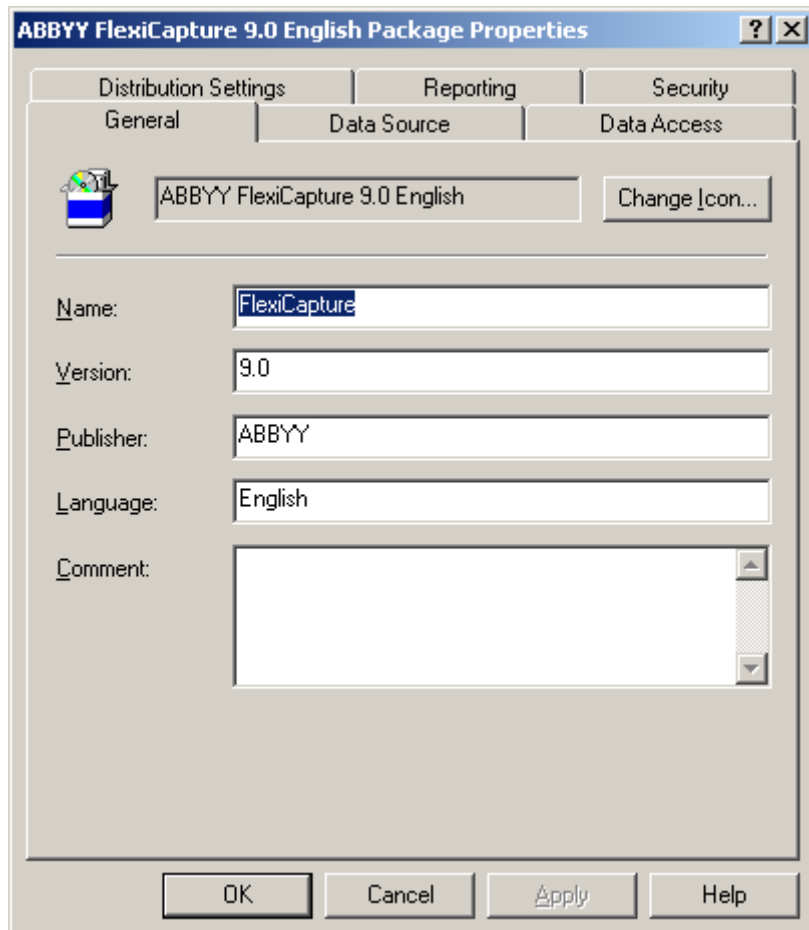 ABBYY FlexiCapture 9.0 English Package Properties
Distribution Settings Reporting Security
General Data Source Data Access
ABBYY FlexiCapture 9.0 English Change Icon...
Name: FlexiCapture
Version: 9.0
Publisher: ABBYY
Language: English
Comment:
OK Cancel Apply Help